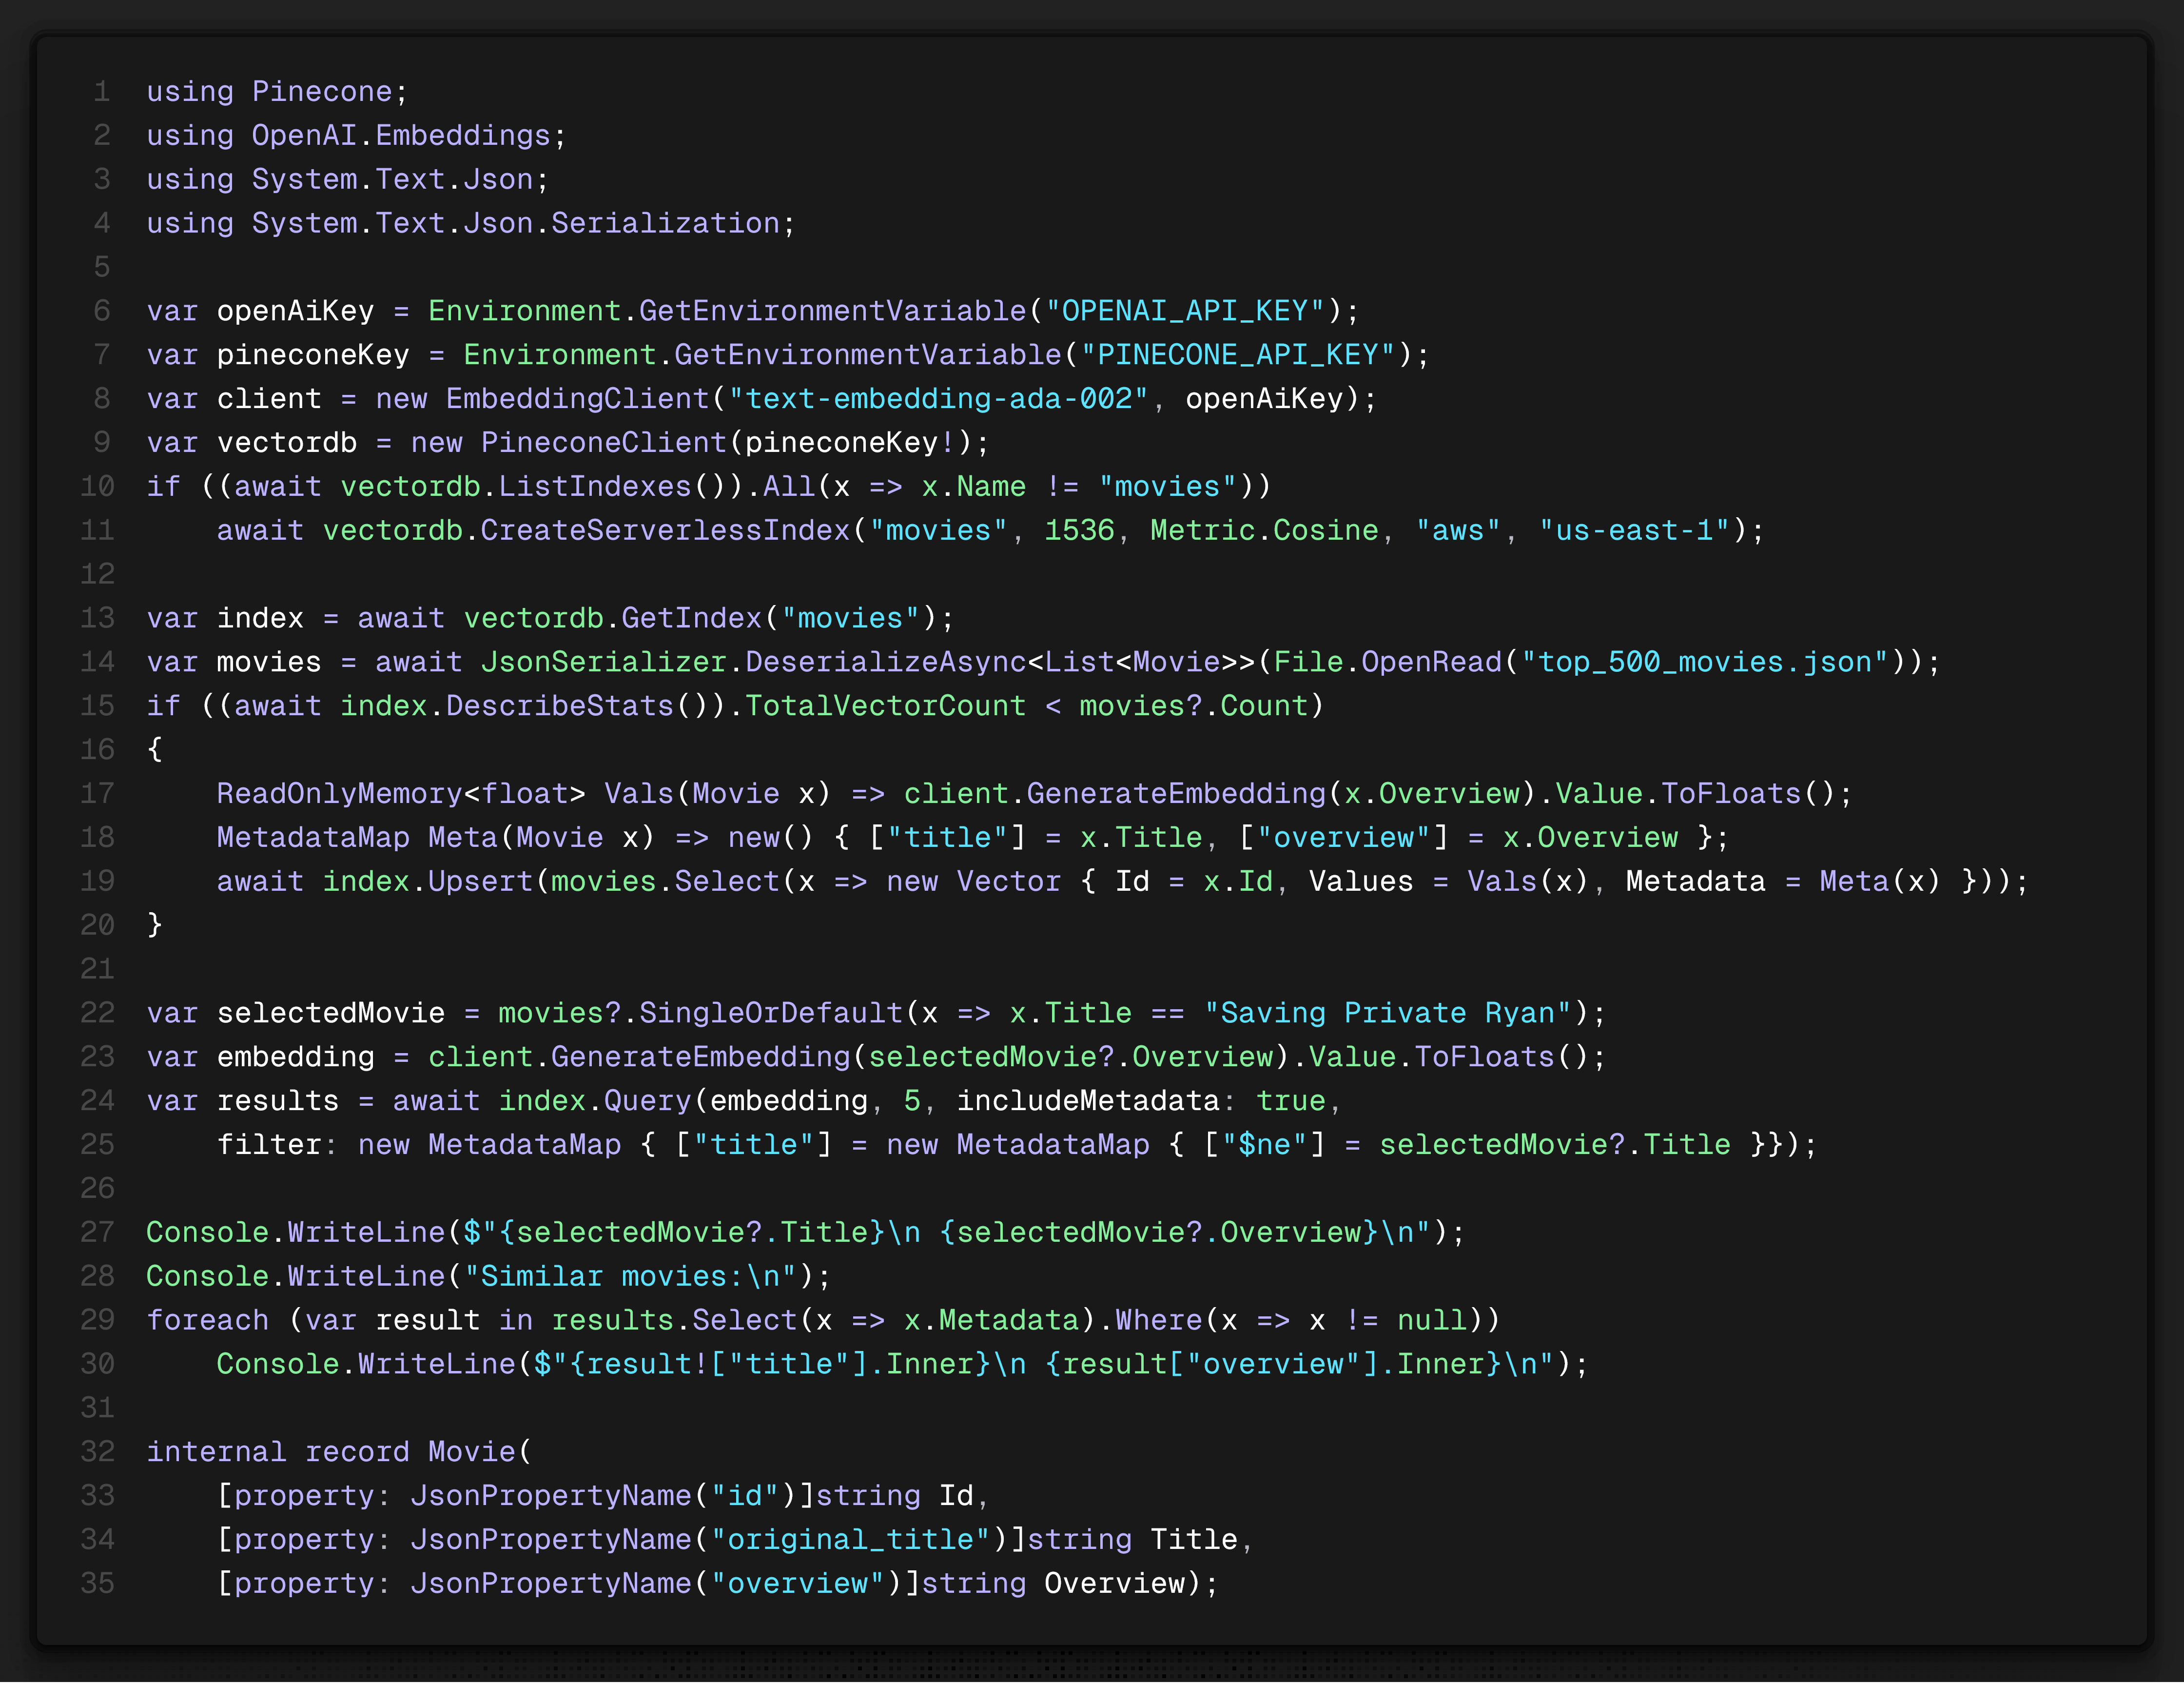 1 using Pinecone;
2 using OpenAI.Embeddings;
3 using System.Text.Json;
4 using System.Text.Json.Serialization;
5
6 var openAiKey = Environment.GetEnvironmentVariable("OPENAI_API_KEY");
7 var pineconeKey = Environment.GetEnvironmentVariable("PINECONE_API_KEY");
8 var client = new EmbeddingClient("text-embedding-ada-002", openAiKey);
9 var vectordb = new PineconeClient(pineconeKey!);
10 if ((await vectordb.ListIndexes()).All(x => x.Name != "movies"))
11     await vectordb.CreateServerlessIndex("movies", 1536, Metric.Cosine, "aws", "us-east-1");
12
13 var index = await vectordb.GetIndex("movies");
14 var movies = await JsonSerializer.DeserializeAsync<List<Movie>>(File.OpenRead("top_500_movies.json"));
15 if ((await index.DescribeStats()).TotalVectorCount < movies?.Count)
16 {
17     ReadOnlyMemory<float> Vals(Movie x) => client.GenerateEmbedding(x.Overview).Value.ToFloats();
18     MetadataMap Meta(Movie x) => new() { ["title"] = x.Title, ["overview"] = x.Overview };
19     await index.Upsert(movies.Select(x => new Vector { Id = x.Id, Values = Vals(x), Metadata = Meta(x) }));
20 }
21
22 var selectedMovie = movies?.SingleOrDefault(x => x.Title == "Saving Private Ryan");
23 var embedding = client.GenerateEmbedding(selectedMovie?.Overview).Value.ToFloats();
24 var results = await index.Query(embedding, 5, includeMetadata: true,
25     filter: new MetadataMap { ["title"] = new MetadataMap { ["$ne"] = selectedMovie?.Title }});
26
27 Console.WriteLine($"{selectedMovie?.Title}\n {selectedMovie?.Overview}\n");
28 Console.WriteLine("Similar movies:\n");
29 foreach (var result in results.Select(x => x.Metadata).Where(x => x != null))
30     Console.WriteLine($"{result!["title"].Inner}\n {result["overview"].Inner}\n");
31
32 internal record Movie(
33     [property: JsonPropertyName("id")]string Id,
34     [property: JsonPropertyName("original_title")]string Title,
35     [property: JsonPropertyName("overview")]string Overview);